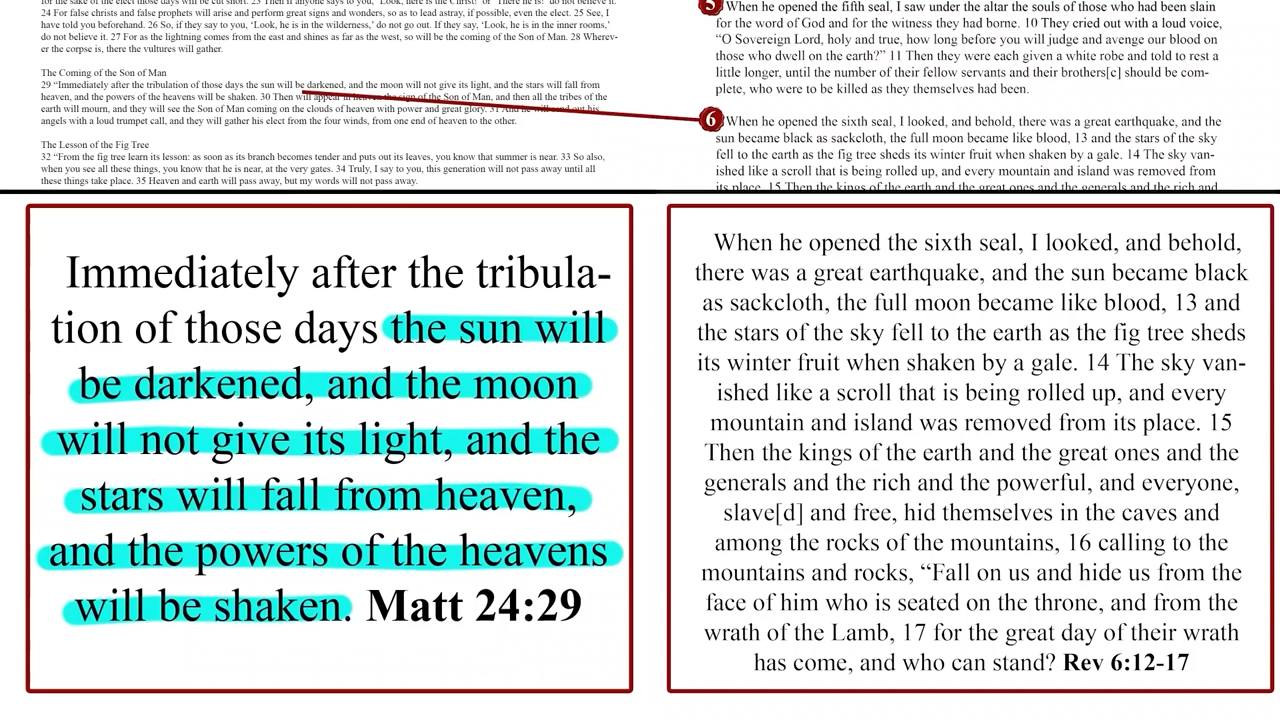 for the sake of the elect those days will be cut short. 23 Then if anyone says to you, ‘Look, here is the Christ!’ or ‘There he is!’ do not believe it.
24 For false christs and false prophets will arise and perform great signs and wonders, so as to lead astray, if possible, even the elect. 25 See, I
have told you beforehand. 26 So, if they say to you, ‘Look, he is in the wilderness,’ do not go out. If they say, ‘Look, he is in the inner rooms,’
do not believe it. 27 For as the lightning comes from the east and shines as far as the west, so will be the coming of the Son of Man. 28 Wherev-
er the corpse is, there the vultures will gather.
The Coming of the Son of Man
29 “Immediately after the tribulation of those days the sun will be darkened, and the moon will not give its light, and the stars will fall from
heaven, and the powers of the heavens will be shaken. 30 Then will appear in heaven the sign of the Son of Man, and then all the tribes of the
earth will mourn, and they will see the Son of Man coming on the clouds of heaven with power and great glory. 31 And he will send out his
angels with a loud trumpet call, and they will gather his elect from the four winds, from one end of heaven to the other.
The Lesson of the Fig Tree
32 “From the fig tree learn its lesson: as soon as its branch becomes tender and puts out its leaves, you know that summer is near. 33 So also,
when you see all these things, you know that he is near, at the very gates. 34 Truly, I say to you, this generation will not pass away until all
these things take place. 35 Heaven and earth will pass away, but my words will not pass away.
5
When he opened the fifth seal, I saw under the altar the souls of those who had been slain
for the word of God and for the witness they had borne. 10 They cried out with a loud voice,
“O Sovereign Lord, holy and true, how long before you will judge and avenge our blood on
those who dwell on the earth?” 11 Then they were each given a white robe and told to rest a
little longer, until the number of their fellow servants and their brothers[c] should be com-
plete, who were to be killed as they themselves had been.
6
When he opened the sixth seal, I looked, and behold, there was a great earthquake, and the
sun became black as sackcloth, the full moon became like blood, 13 and the stars of the sky
fell to the earth as the fig tree sheds its winter fruit when shaken by a gale. 14 The sky van-
ished like a scroll that is being rolled up, and every mountain and island was removed from
its place. 15 Then the kings of the earth and the great ones and the generals and the rich and
Immediately after the tribula-
tion of those days the sun will
be darkened, and the moon
will not give its light, and the
stars will fall from heaven,
and the powers of the heavens
will be shaken. Matt 24:29
When he opened the sixth seal, I looked, and behold,
there was a great earthquake, and the sun became black
as sackcloth, the full moon became like blood, 13 and
the stars of the sky fell to the earth as the fig tree sheds
its winter fruit when shaken by a gale. 14 The sky van-
ished like a scroll that is being rolled up, and every
mountain and island was removed from its place. 15
Then the kings of the earth and the great ones and the
generals and the rich and the powerful, and everyone,
slave[d] and free, hid themselves in the caves and
among the rocks of the mountains, 16 calling to the
mountains and rocks, “Fall on us and hide us from the
face of him who is seated on the throne, and from the
wrath of the Lamb, 17 for the great day of their wrath
has come, and who can stand? Rev 6:12-17